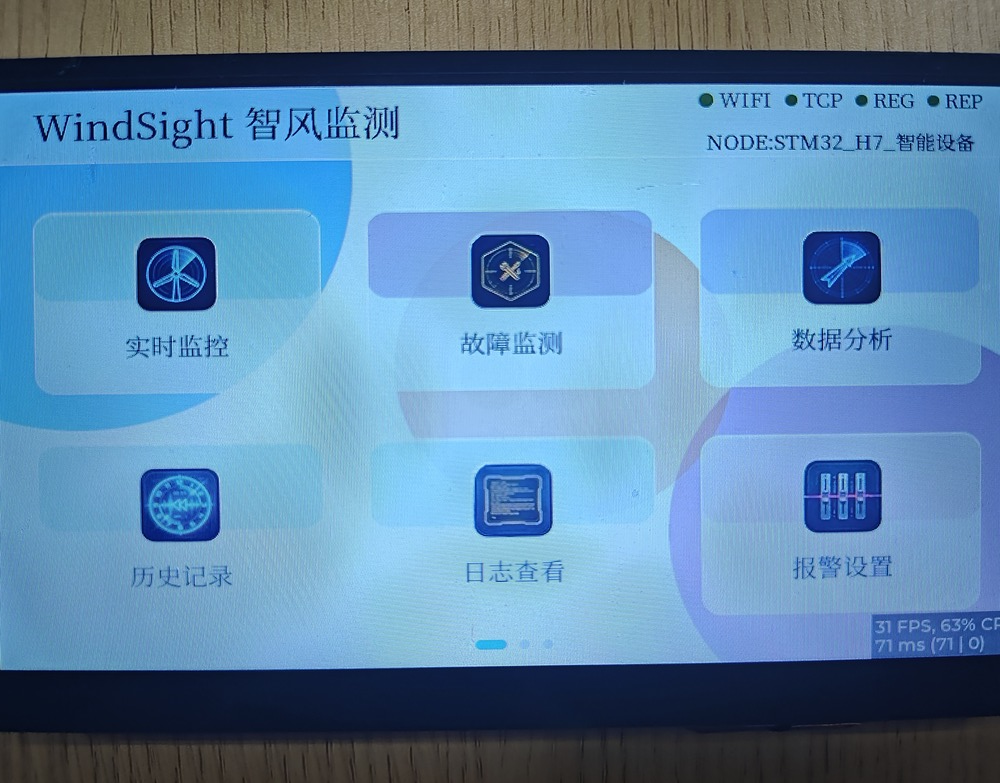 WindSight 智风监测
WIFI TCP REG REP
NODE:STM32_H7_智能设备
实时监控
故障监测
数据分析
历史记录
日志查看
报警设置
31 FPS, 63% CP
71 ms (71 | 0)